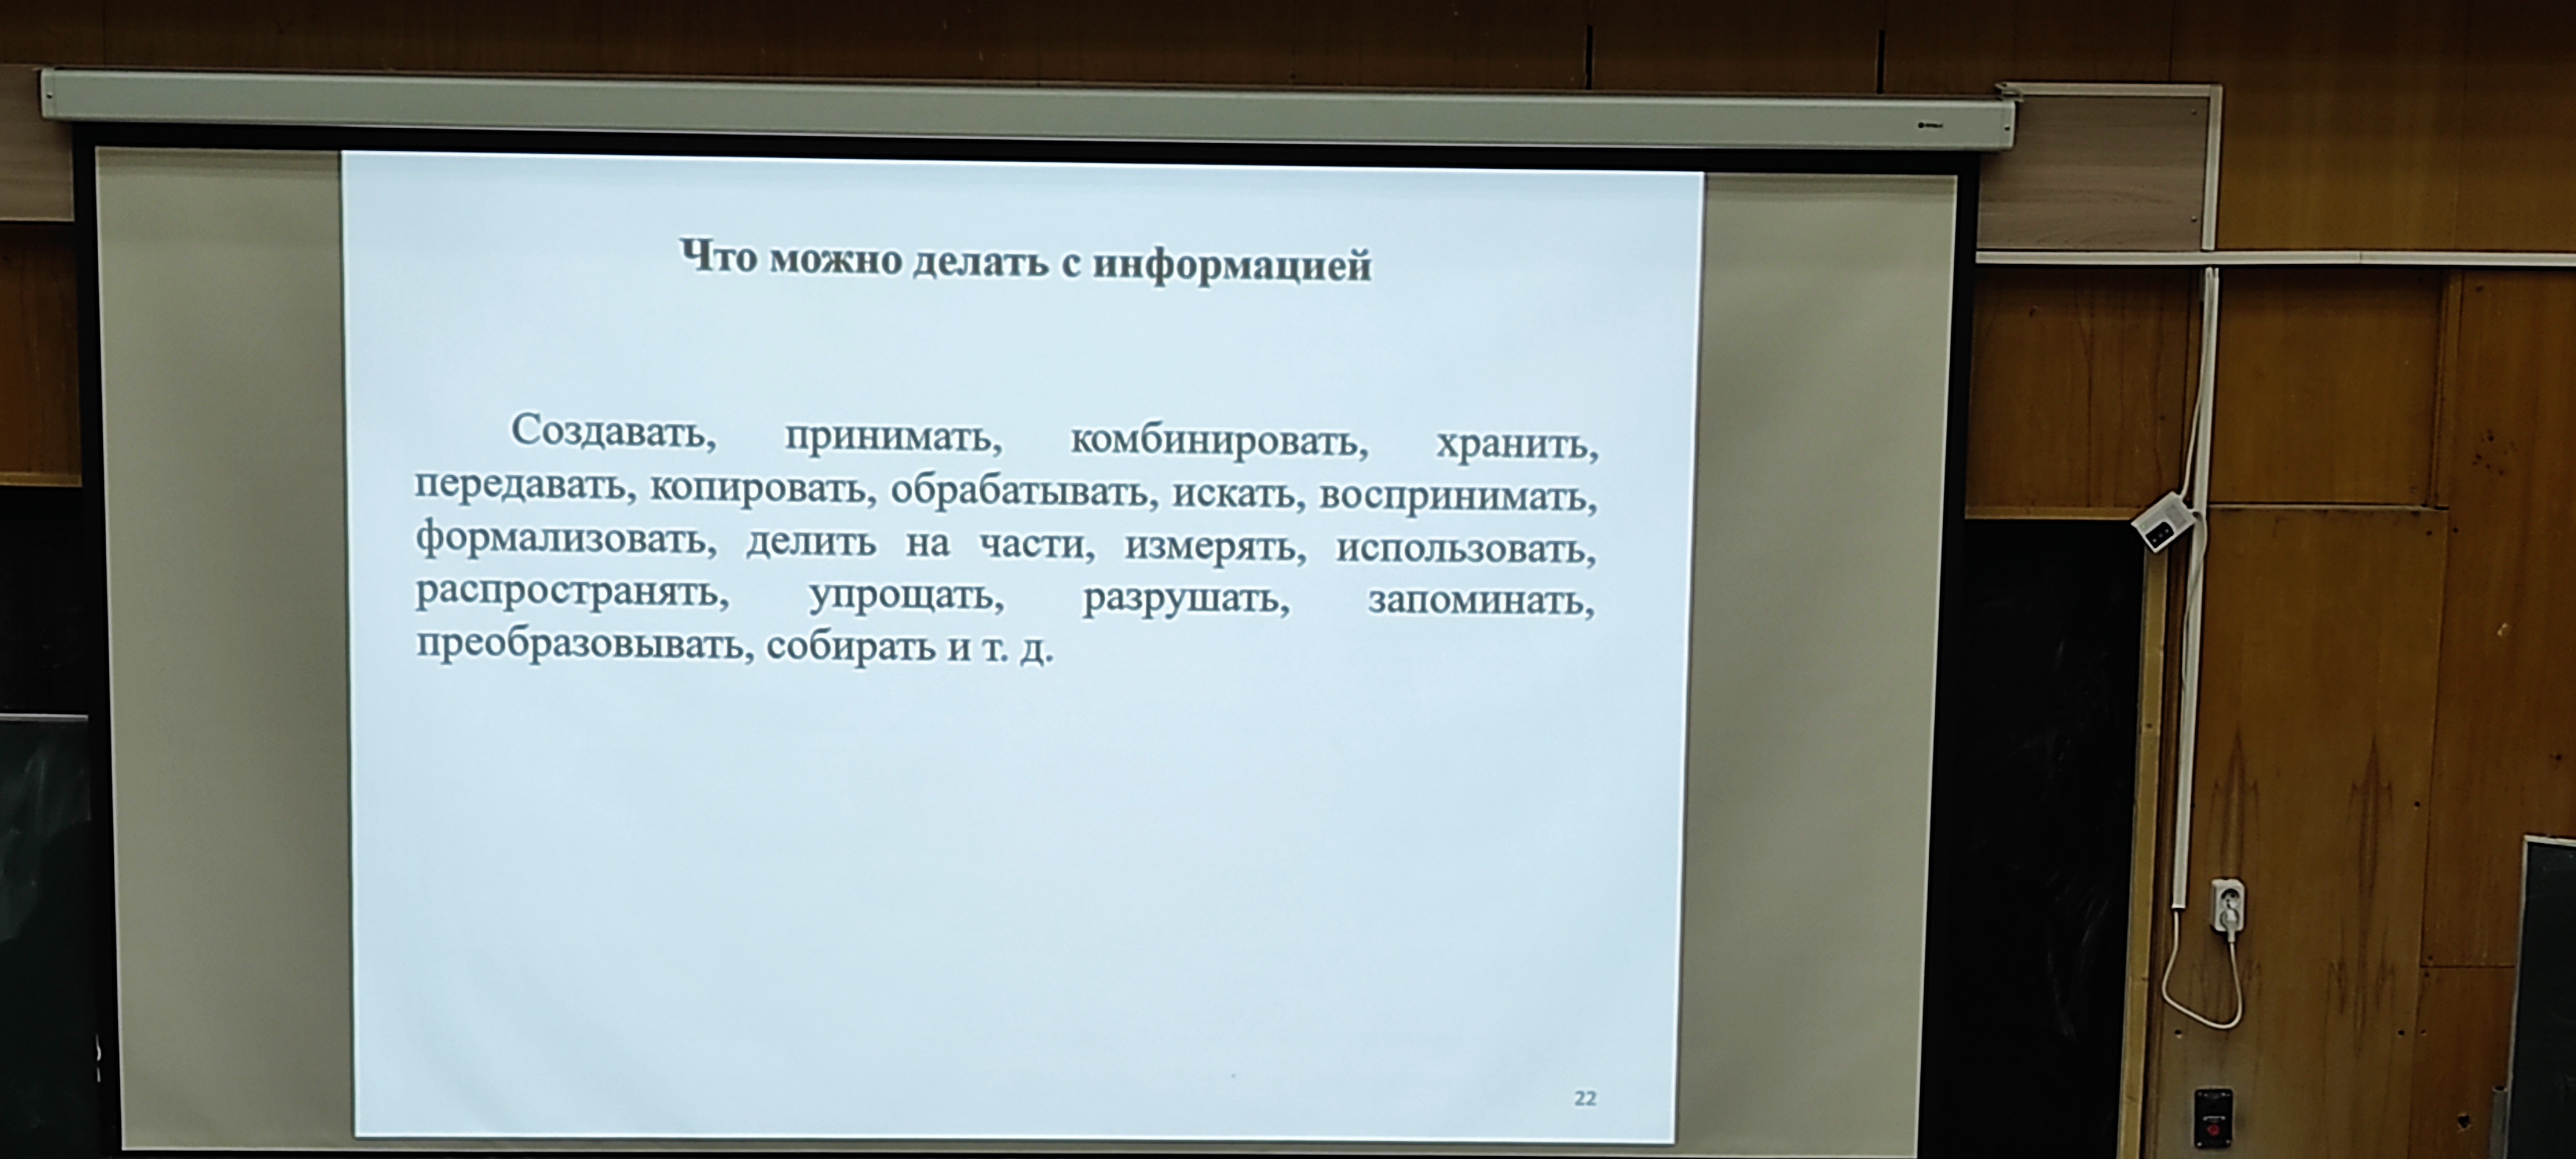 Что можно делать с информацией
Создавать, принимать, комбинировать, хранить,
передавать, копировать, обрабатывать, искать, воспринимать,
формализовать, делить на части, измерять, использовать,
распространять, упрощать, разрушать, запоминать,
преобразовывать, собирать и т. д.
22